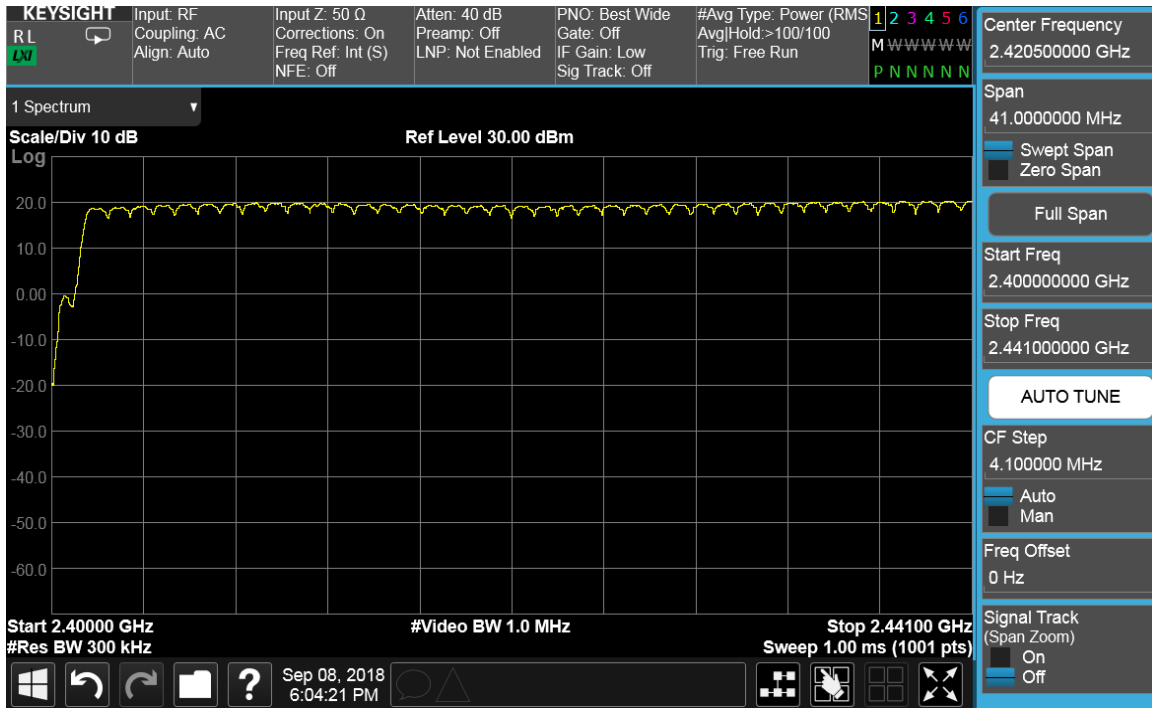 KEYSIGHT
RL
LXI
Input: RF
Coupling: AC
Align: Auto
Input Z: 50 Ω
Corrections: On
Freq Ref: Int (S)
NFE: Off
Atten: 40 dB
Preamp: Off
LNP: Not Enabled
PNO: Best Wide
Gate: Off
IF Gain: Low
Sig Track: Off
#Avg Type: Power (RMS
Avg|Hold:>100/100
Trig: Free Run
1 2 3 4 5 6
M W W W W W
P N N N N N
1 Spectrum
Scale/Div 10 dB
Ref Level 30.00 dBm
Log
20.0
10.0
0.00
-10.0
-20.0
-30.0
-40.0
-50.0
-60.0
Start 2.40000 GHz
#Video BW 1.0 MHz
Stop 2.44100 GHz
#Res BW 300 kHz
Sweep 1.00 ms (1001 pts)
?
Sep 08, 2018
6:04:21 PM
Center Frequency
2.420500000 GHz
Span
41.0000000 MHz
Swept Span
Zero Span
Full Span
Start Freq
2.400000000 GHz
Stop Freq
2.441000000 GHz
AUTO TUNE
CF Step
4.100000 MHz
Auto
Man
Freq Offset
0 Hz
Signal Track
(Span Zoom)
On
Off